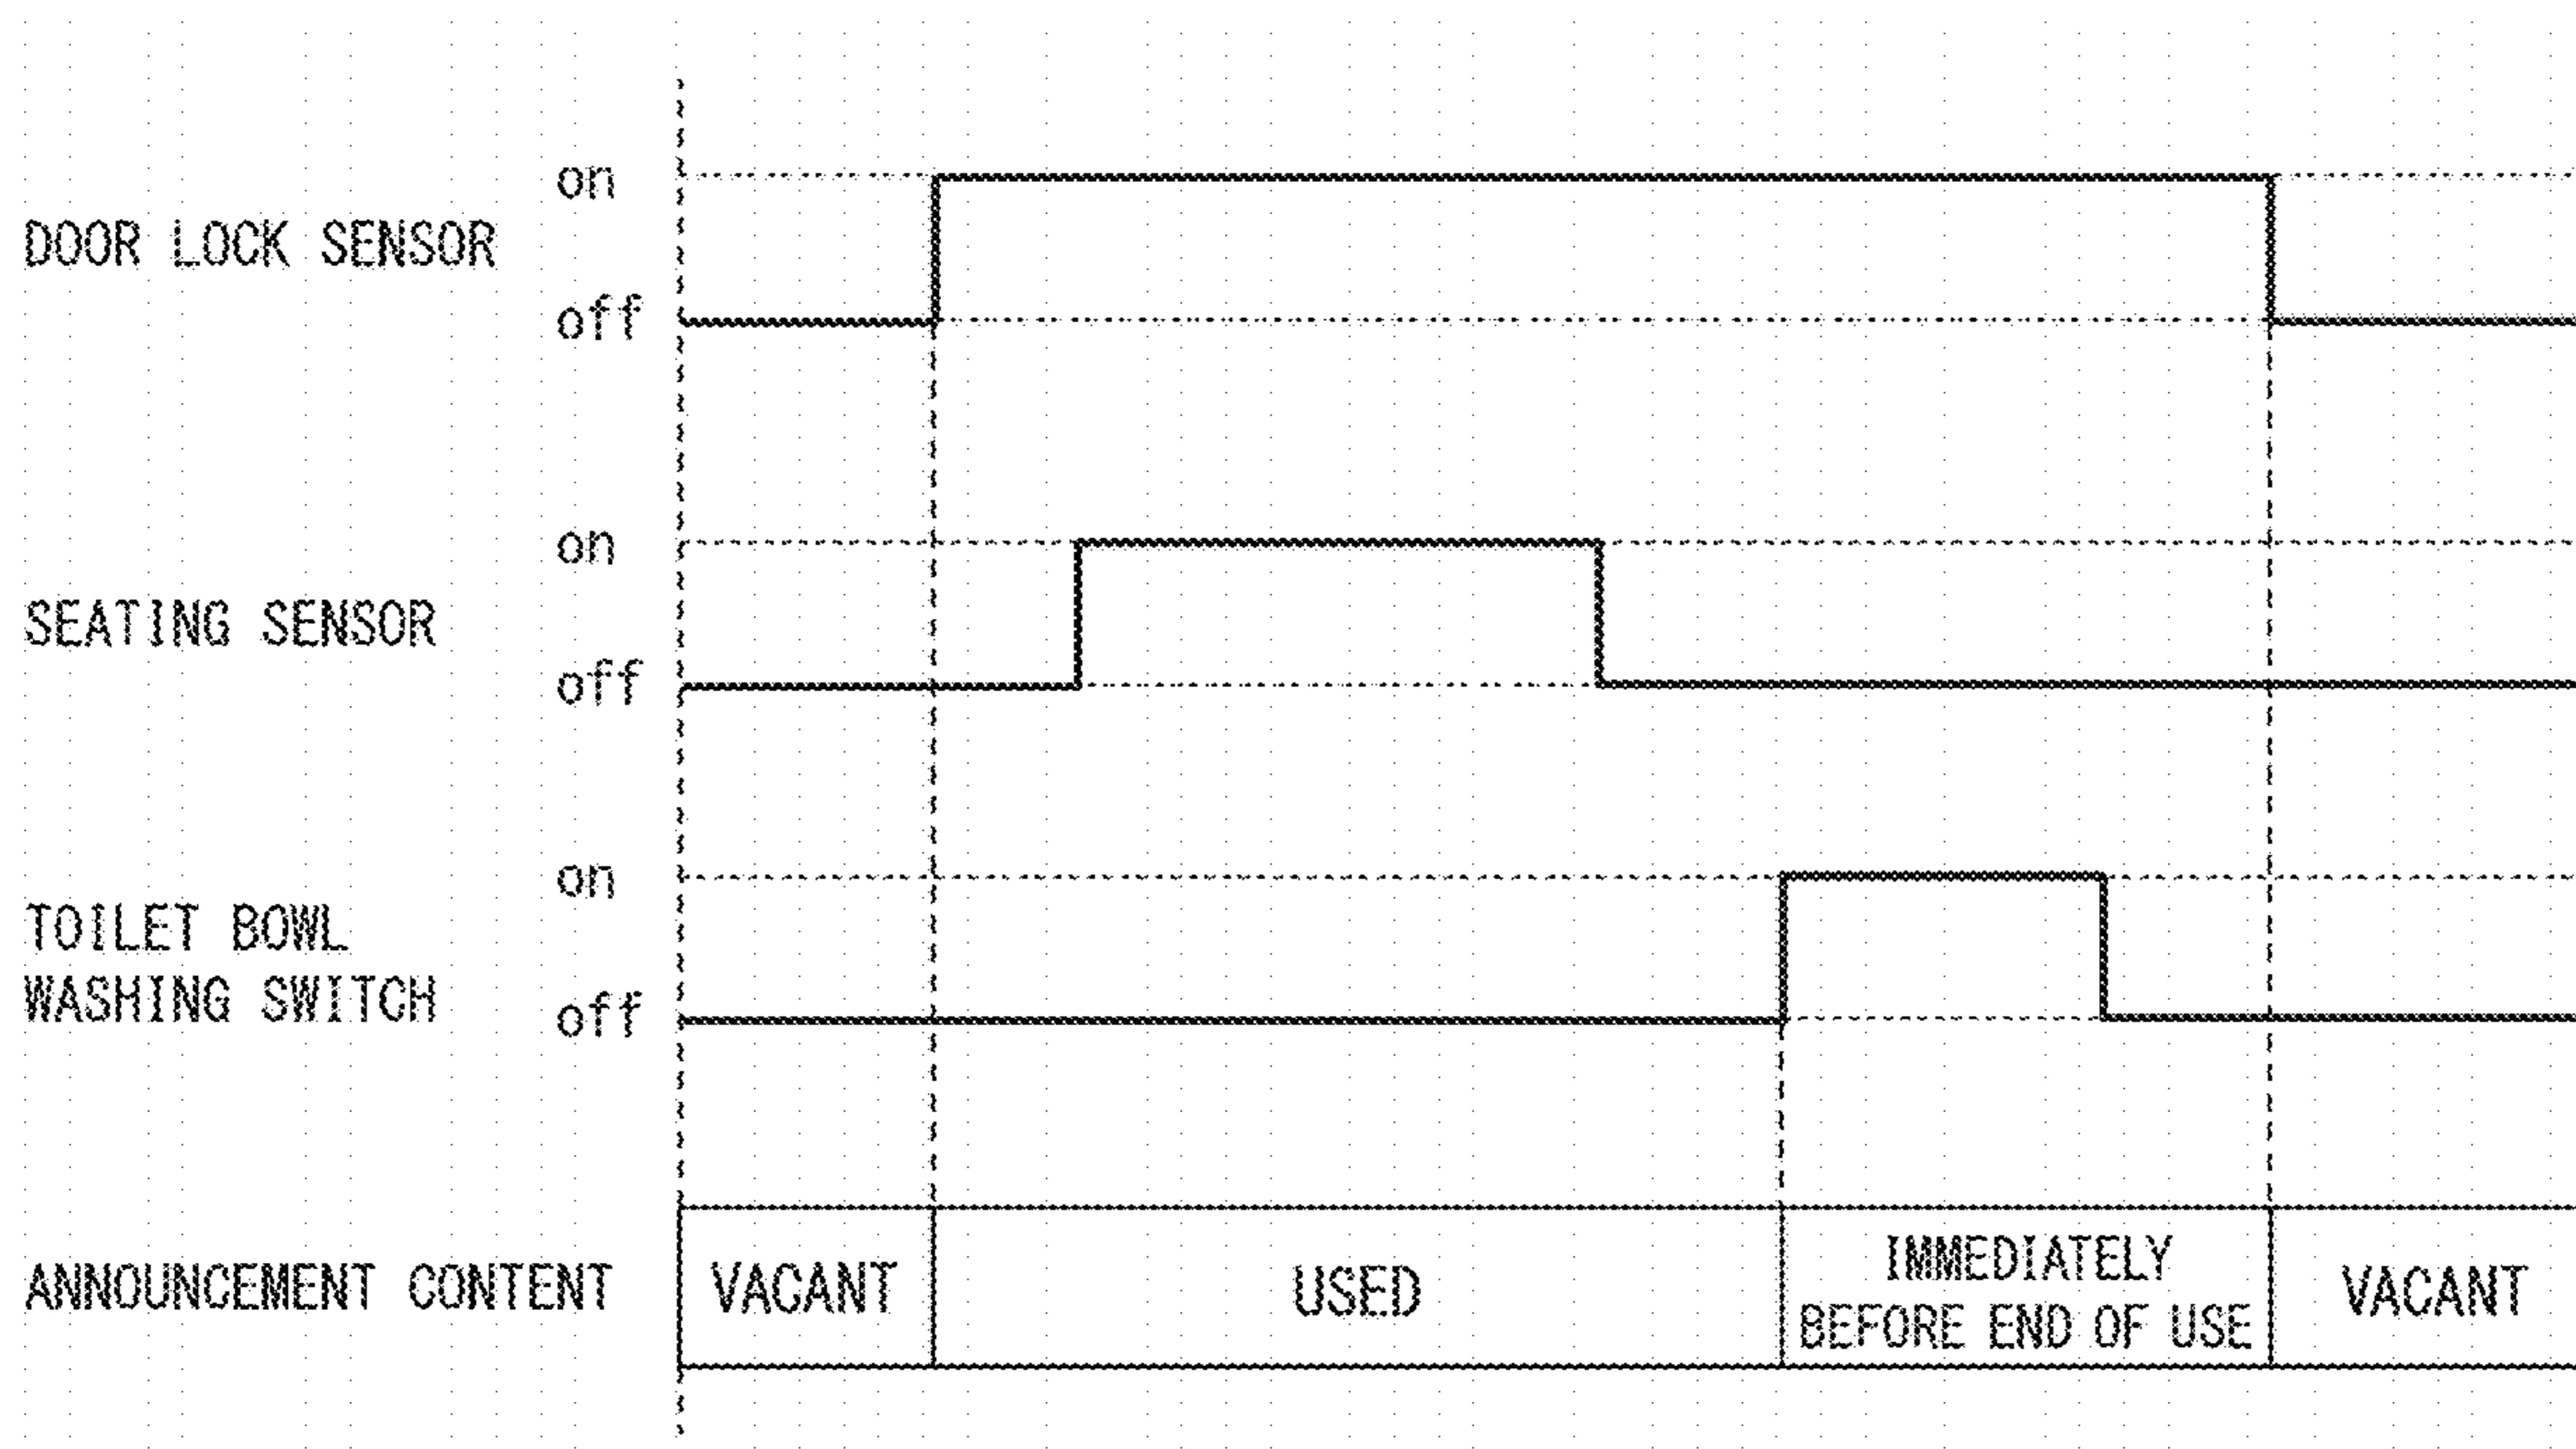 on
DOOR LOCK SENSOR
off
on
SEATING SENSOR
off
on
TOILET BOWL
WASHING SWITCH
off
ANNOUNCEMENT CONTENT
VACANT
USED
IMMEDIATELY
BEFORE END OF USE
VACANT